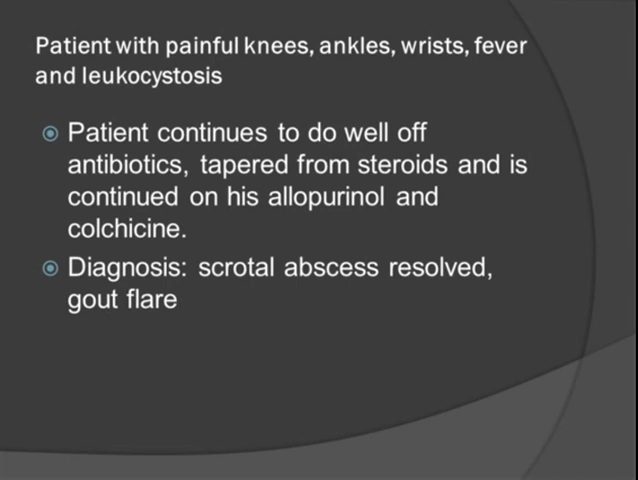 Patient with painful knees, ankles, wrists, fever
and leukocystosis
Patient continues to do well off
antibiotics, tapered from steroids and is
continued on his allopurinol and
colchicine.
Diagnosis: scrotal abscess resolved,
gout flare